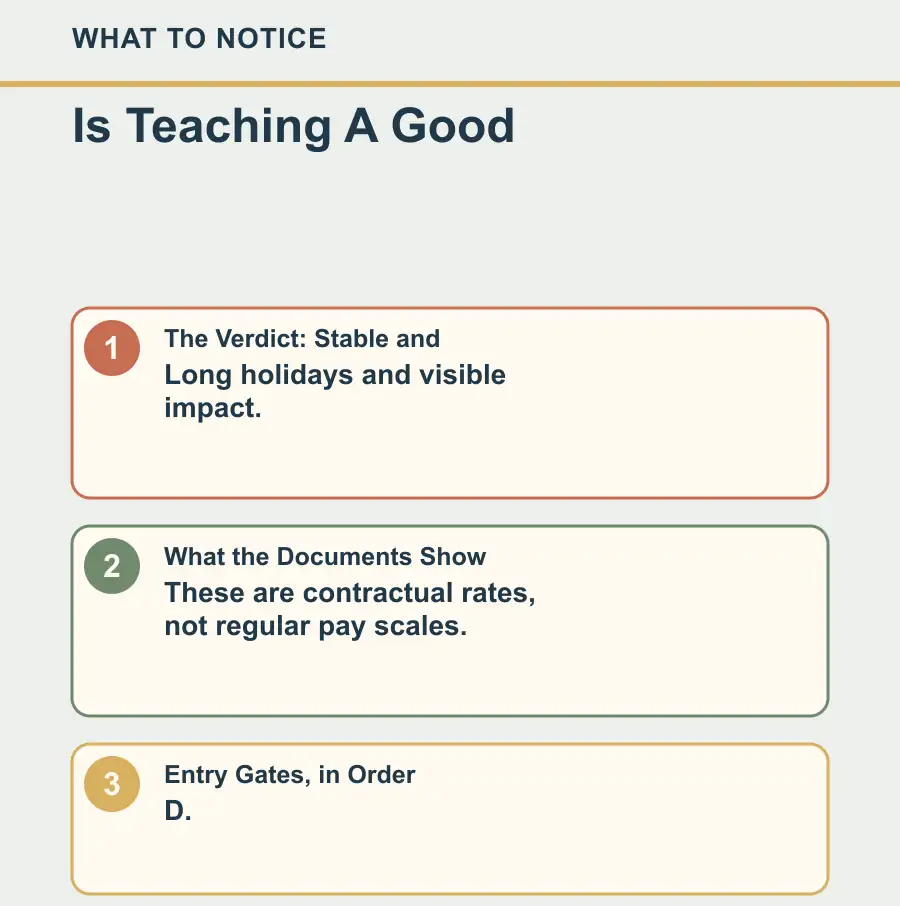 WHAT TO NOTICE
Is Teaching A Good
1
The Verdict: Stable and
Long holidays and visible
impact.
2
What the Documents Show
These are contractual rates,
not regular pay scales.
3
Entry Gates, in Order
D.